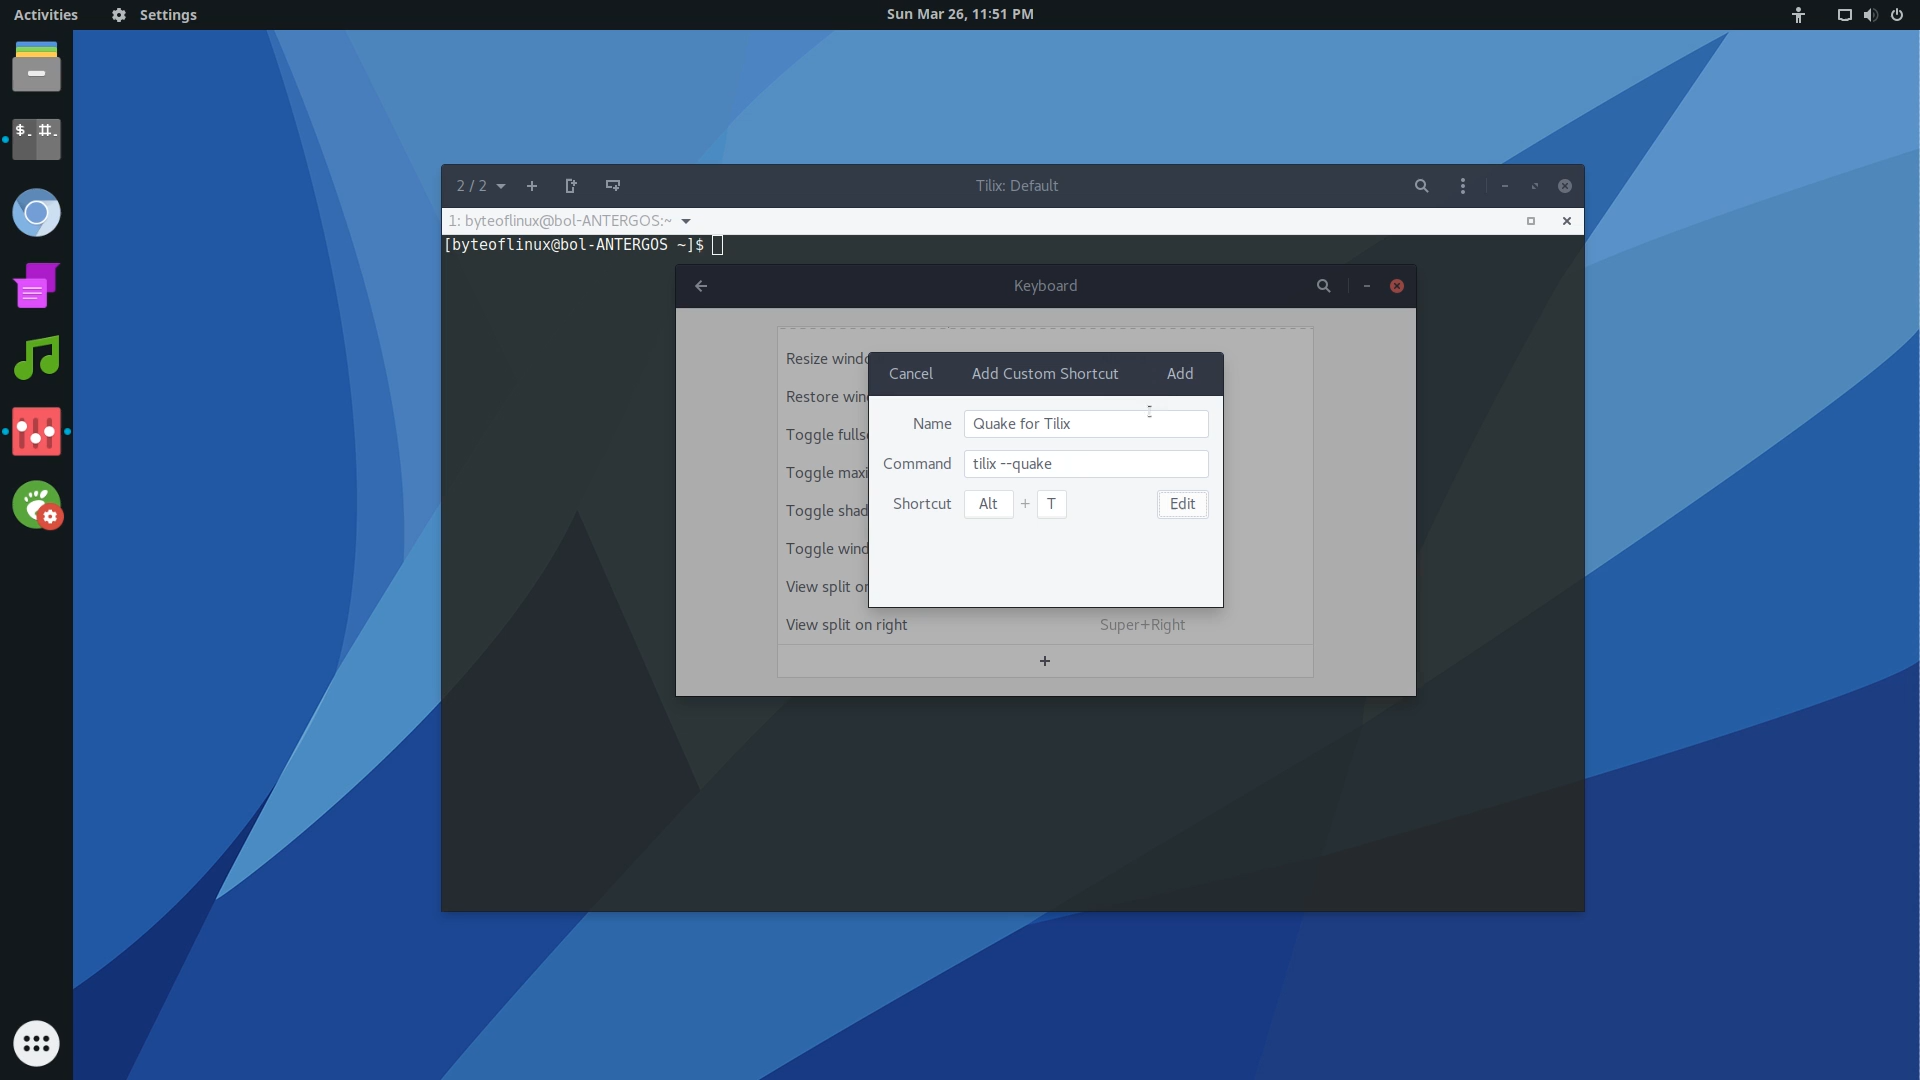 Activities Settings Sun Mar 26, 11:51 PM
$_ #_
2 / 2 Tilix: Default
1: byteoflinux@bol-ANTERGOS:~
[byteoflinux@bol-ANTERGOS ~]$
Keyboard
Resize windo
Restore win
Toggle fulls
Toggle maxi
Toggle shad
Toggle wind
View split o
View split on right Super+Right
+
Cancel Add Custom Shortcut Add
Name Quake for Tilix
Command tilix --quake
Shortcut Alt + T Edit